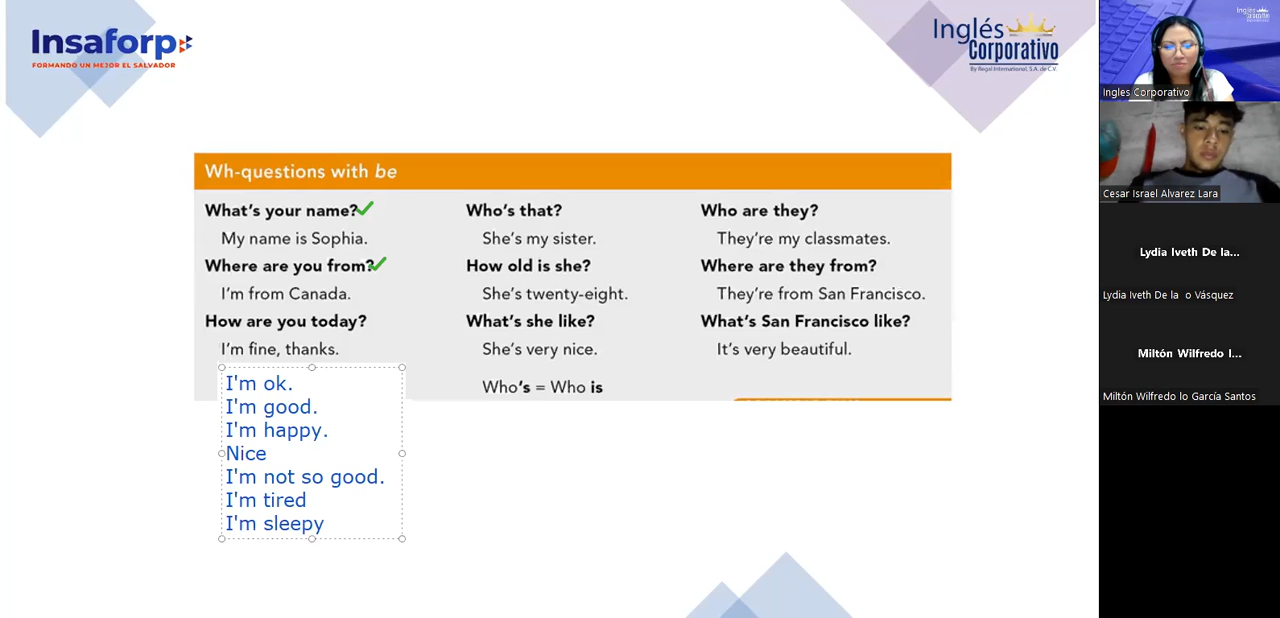 Insaforp
FORMANDO UN MEJOR EL SALVADOR
Inglés
Corporativo
By Regal International, S.A. de C.V.
Wh-questions with be
What's your name?
My name is Sophia.
Where are you from?
I'm from Canada.
How are you today?
I'm fine, thanks.
Who's that?
She's my sister.
How old is she?
She's twenty-eight.
What's she like?
She's very nice.
Who's = Who is
Who are they?
They're my classmates.
Where are they from?
They're from San Francisco.
What's San Francisco like?
It's very beautiful.
I'm ok.
I'm good.
I'm happy.
Nice
I'm not so good.
I'm tired
I'm sleepy
Inglés
Ingles Corporativo
Cesar Israel Alvarez Lara
Lydia Iveth De la...
Lydia Iveth De la o Vásquez
Miltón Wilfredo l...
Miltón Wilfredo lo García Santos